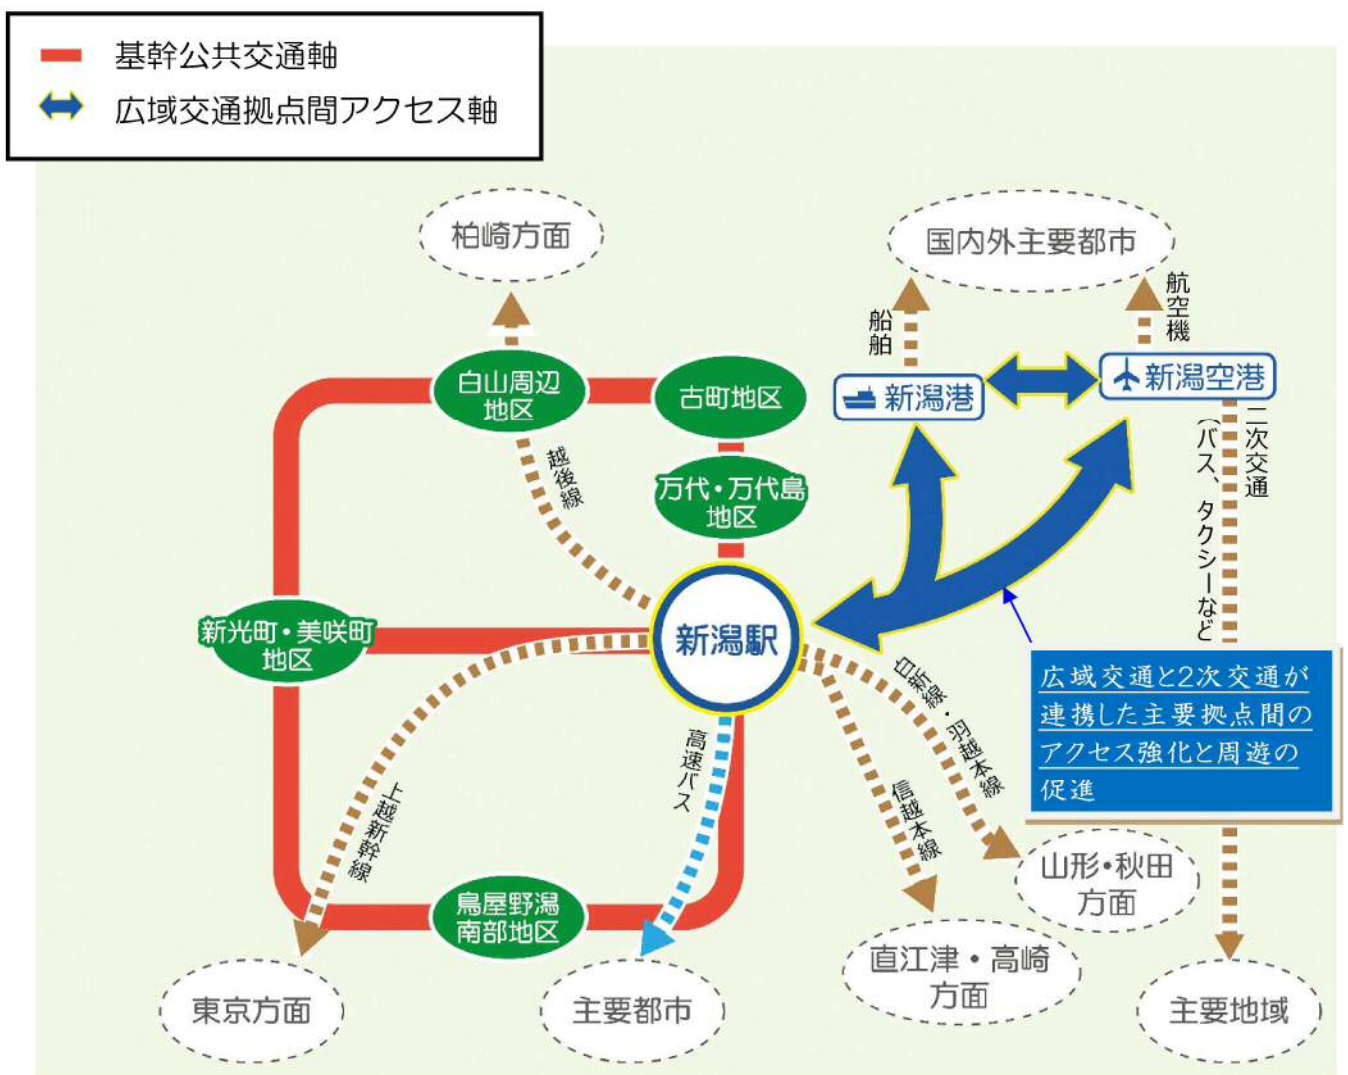 基幹公共交通軸
広域交通拠点間アクセス軸
柏崎方面
国内外主要都市
船舶
航空機
白山周辺
地区
古町地区
新潟港
新潟空港
二次交通
（バス、タクシーなど
越後線
万代・万代島
地区
新光町・美咲町
地区
新潟駅
白新線・羽越本線
信越本線
高速バス
上越新幹線
広域交通と2次交通が
連携した主要拠点間の
アクセス強化と周遊の
促進
鳥屋野潟
南部地区
山形・秋田
方面
直江津・高崎
方面
東京方面
主要都市
主要地域